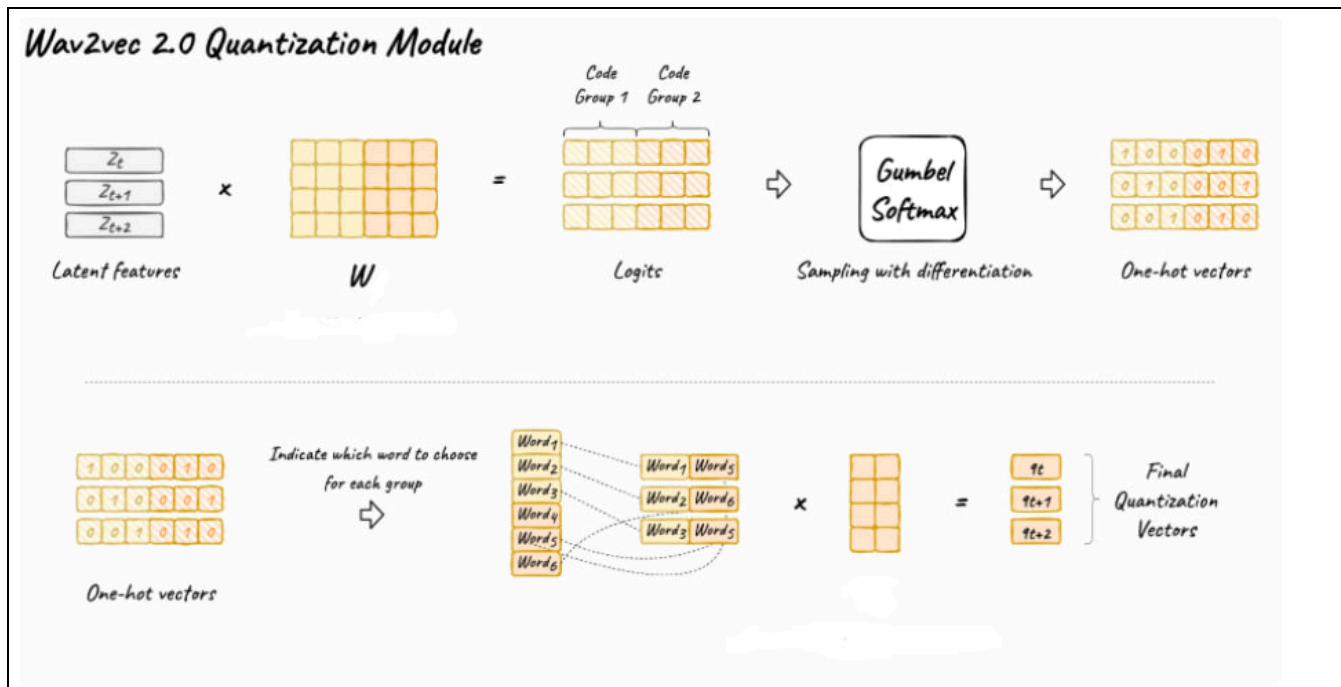 Wav2vec 2.0 Quantization Module
Code Code
Group 1 Group 2
Zt
Zt+1
Zt+2
x
=
Gumbel
Softmax
1 0 0 0 1 0
0 1 0 0 0 1
0 0 1 0 1 0
Latent features
W
Logits
Sampling with differentiation
One-hot vectors
1 0 0 0 1 0
0 1 0 0 0 1
0 0 1 0 1 0
One-hot vectors
Indicate which word to choose
for each group
Word1
Word2
Word3
Word4
Word5
Word6
Word1 Word5
Word2 Word6
Word3 Word5
x
=
qt
qt+1
qt+2
Final
Quantization
Vectors